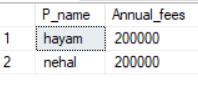 P_name Annual_fees
1 hayam 200000
2 nehal 200000